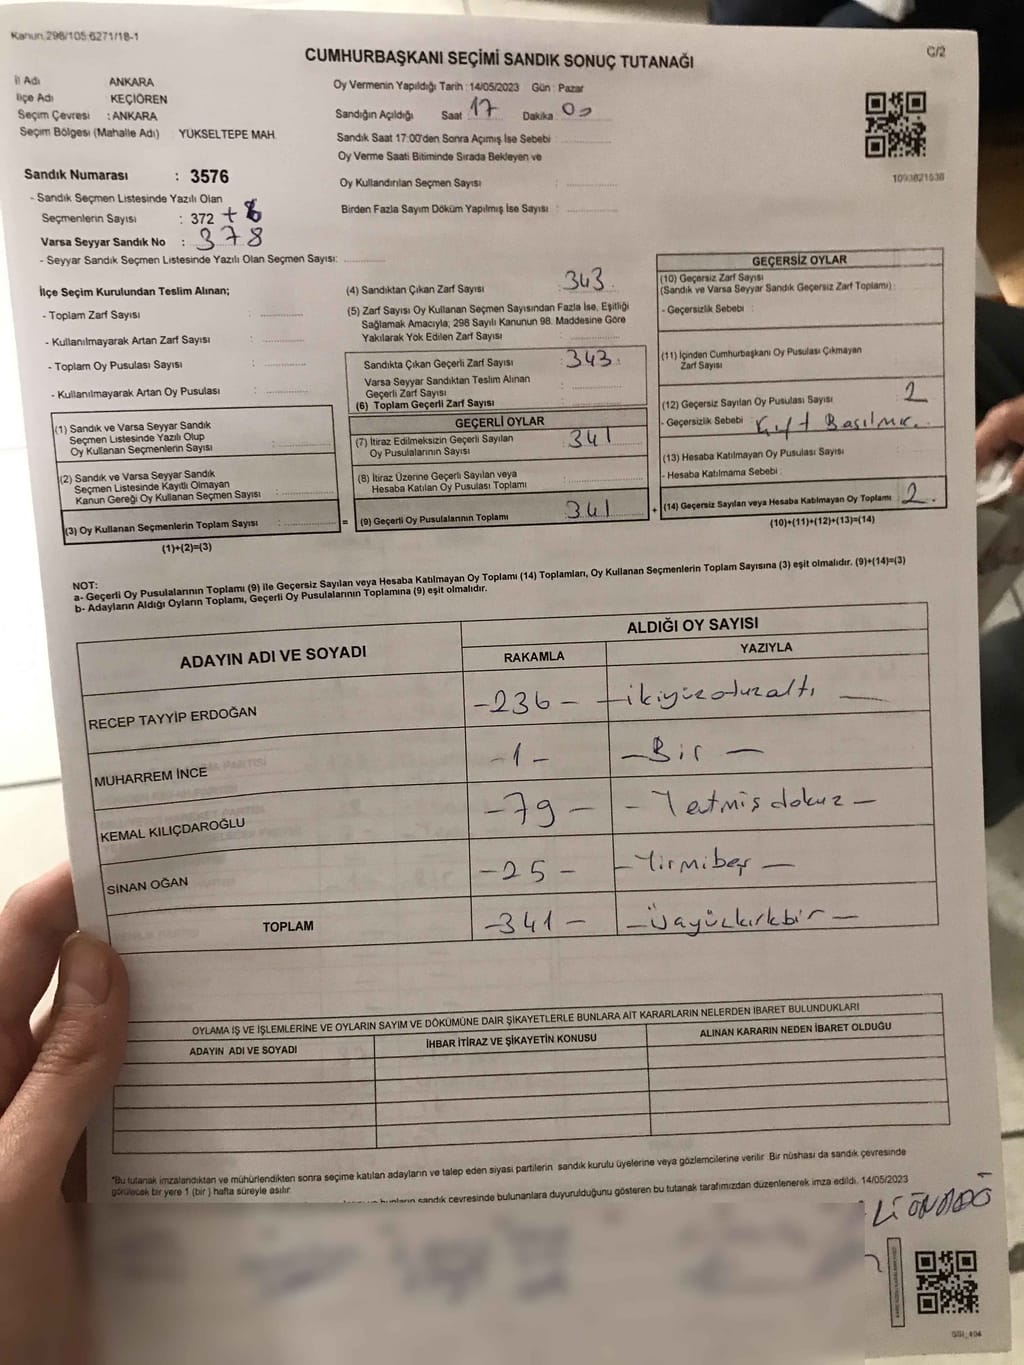 Kanun.298/105:6271/18-1
C/2
CUMHURBAŞKANI SEÇİMİ SANDIK SONUÇ TUTANAĞI
İl Adı ANKARA
İlçe Adı KEÇİÖREN
Seçim Çevresi : ANKARA
Seçim Bölgesi (Mahalle Adı) YÜKSELTEPE MAH.
Sandık Numarası : 3576
- Sandık Seçmen Listesinde Yazılı Olan
Seçmenlerin Sayısı : 372 + 6
Varsa Seyyar Sandık No : 378
- Seyyar Sandık Seçmen Listesinde Yazılı Olan Seçmen Sayısı:
Oy Vermenin Yapıldığı Tarih : 14/05/2023 Gün : Pazar
Sandığın Açıldığı Saat 17 Dakika 00
Sandık Saat 17:00'den Sonra Açımış İse Sebebi :
Oy Verme Saati Bitiminde Sırada Bekleyen ve
Oy Kullandırılan Seçmen Sayısı :
Birden Fazla Sayım Döküm Yapılmış İse Sayısı :
1093821538
İlçe Seçim Kurulundan Teslim Alınan;
- Toplam Zarf Sayısı :
- Kullanılmayarak Artan Zarf Sayısı :
- Toplam Oy Pusulası Sayısı :
- Kullanılmayarak Artan Oy Pusulası :
(1) Sandık ve Varsa Seyyar Sandık
Seçmen Listesinde Yazılı Olup
Oy Kullanan Seçmenlerin Sayısı :
(2) Sandık ve Varsa Seyyar Sandık
Seçmen Listesinde Kayıtlı Olmayan
Kanun Gereği Oy Kullanan Seçmen Sayısı :
(3) Oy Kullanan Seçmenlerin Toplam Sayısı :
(1)+(2)=(3)
(4) Sandıktan Çıkan Zarf Sayısı : 343
(5) Zarf Sayısı Oy Kullanan Seçmen Sayısından Fazla İse, Eşitliği
Sağlamak Amacıyla; 298 Sayılı Kanunun 98. Maddesine Göre
Yakılarak Yok Edilen Zarf Sayısı :
Sandıkta Çıkan Geçerli Zarf Sayısı : 343
Varsa Seyyar Sandıktan Teslim Alınan
Geçerli Zarf Sayısı :
(6) Toplam Geçerli Zarf Sayısı :
GEÇERLİ OYLAR
(7) İtiraz Edilmeksizin Geçerli Sayılan
Oy Pusulalarının Sayısı : 341
(8) İtiraz Üzerine Geçerli Sayılan veya
Hesaba Katılan Oy Pusulası Toplamı :
= (9) Geçerli Oy Pusulalarının Toplamı : 341
GEÇERSİZ OYLAR
(10) Geçersiz Zarf Sayısı
(Sandık ve Varsa Seyyar Sandık Geçersiz Zarf Toplamı) :
- Geçersizlik Sebebi :
(11) İçinden Cumhurbaşkanı Oy Pusulası Çıkmayan
Zarf Sayısı :
(12) Geçersiz Sayılan Oy Pusulası Sayısı : 2
- Geçersizlik Sebebi : Çift Basılmış.
(13) Hesaba Katılmayan Oy Pusulası Sayısı :
- Hesaba Katılmama Sebebi :
+ (14) Geçersiz Sayılan veya Hesaba Katılmayan Oy Toplamı : 2.
(10)+(11)+(12)+(13)=(14)
NOT:
a- Geçerli Oy Pusulalarının Toplamı (9) ile Geçersiz Sayılan veya Hesaba Katılmayan Oy Toplamı (14) Toplamları, Oy Kullanan Seçmenlerin Toplam Sayısına (3) eşit olmalıdır. (9)+(14)=(3)
b- Adayların Aldığı Oyların Toplamı, Geçerli Oy Pusulalarının Toplamına (9) eşit olmalıdır.
ADAYIN ADI VE SOYADI
ALDIĞI OY SAYISI
RAKAMLA YAZIYLA
RECEP TAYYİP ERDOĞAN -236- - ikiyüzotuzaltı -
MUHARREM İNCE -1- - Bir -
KEMAL KILIÇDAROĞLU -79- - Yetmiş dokuz -
SİNAN OĞAN -25- - Yirmibeş -
TOPLAM -341- - Üçyüzkırkbir -
OYLAMA İŞ VE İŞLEMLERİNE VE OYLARIN SAYIM VE DÖKÜMÜNE DAİR ŞİKAYETLERLE BUNLARA AİT KARARLARIN NELERDEN İBARET BULUNDUKLARI
ADAYIN ADI VE SOYADI İHBAR İTİRAZ VE ŞİKAYETİN KONUSU ALINAN KARARIN NEDEN İBARET OLDUĞU
*Bu tutanak imzalandıktan ve mühürlendikten sonra seçime katılan adayların ve talep eden siyasi partilerin sandık kurulu üyelerine veya gözlemcilerine verilir. Bir nüshası da sandık çevresinde
görülecek bir yere 1 (bir ) hafta süreyle asılır.
sandık çevresinde bulunanlara duyurulduğunu gösteren bu tutanak tarafımızdan düzenlenerek imza edildi. 14/05/2023